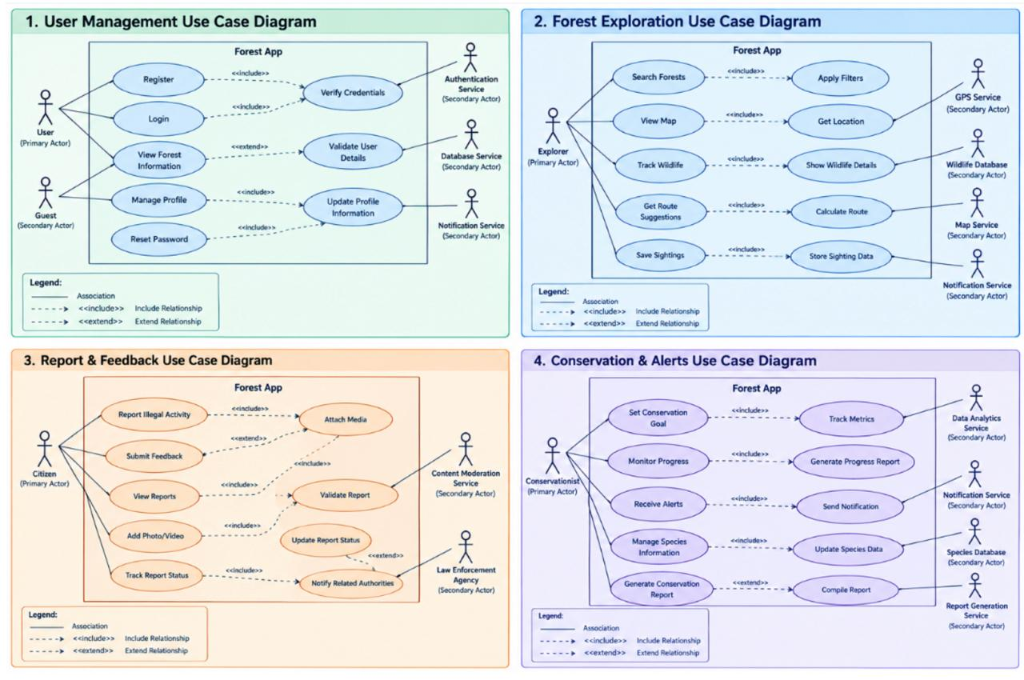 1. User Management Use Case Diagram
Forest App
Register
<<include>>
Verify Credentials
Authentication
Service
(Secondary Actor)
User
(Primary Actor)
Login
<<include>>
View Forest
Information
<<extend>>
Validate User
Details
Database Service
(Secondary Actor)
Guest
(Secondary Actor)
Manage Profile
<<include>>
Update Profile
Information
Notification Service
(Secondary Actor)
Reset Password
<<include>>
Legend:
Association
<<include>> Include Relationship
<<extend>> Extend Relationship
2. Forest Exploration Use Case Diagram
Forest App
Search Forests
<<include>>
Apply Filters
GPS Service
(Secondary Actor)
Explorer
(Primary Actor)
View Map
<<include>>
Get Location
Track Wildlife
<<include>>
Show Wildlife Details
Wildlife Database
(Secondary Actor)
Get Route
Suggestions
<<include>>
Calculate Route
Map Service
(Secondary Actor)
Save Sightings
<<include>>
Store Sighting Data
Notification Service
(Secondary Actor)
Legend:
Association
<<include>> Include Relationship
<<extend>> Extend Relationship
3. Report & Feedback Use Case Diagram
Forest App
Report Illegal Activity
<<include>>
Attach Media
Citizen
(Primary Actor)
Submit Feedback
<<extend>>
<<include>>
Content Moderation
Service
(Secondary Actor)
View Reports
<<include>>
Validate Report
Add Photo/Video
<<include>>
Update Report Status
<<extend>>
Law Enforcement
Agency
(Secondary Actor)
Track Report Status
<<include>>
Notify Related Authorities
Legend:
Association
<<include>> Include Relationship
<<extend>> Extend Relationship
4. Conservation & Alerts Use Case Diagram
Forest App
Set Conservation
Goal
<<include>>
Track Metrics
Data Analytics
Service
(Secondary Actor)
Conservationist
(Primary Actor)
Monitor Progress
<<include>>
Generate Progress Report
Receive Alerts
<<include>>
Send Notification
Notification Service
(Secondary Actor)
Manage Species
Information
<<include>>
Update Species Data
Species Database
(Secondary Actor)
Generate Conservation
Report
<<extend>>
Compile Report
Report Generation
Service
(Secondary Actor)
Legend:
Association
<<include>> Include Relationship
<<extend>> Extend Relationship